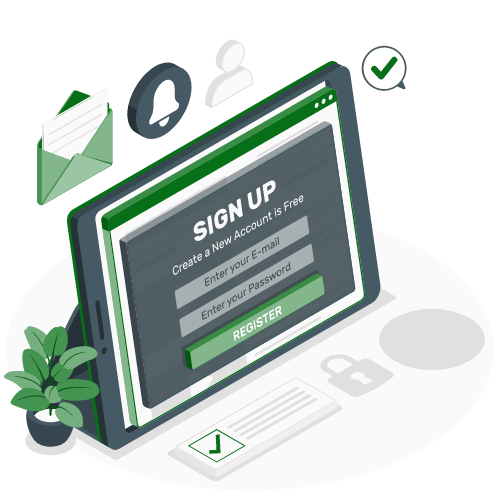 SIGN UP
Create a New Account is Free
Enter your E-mail
Enter your Password
REGISTER